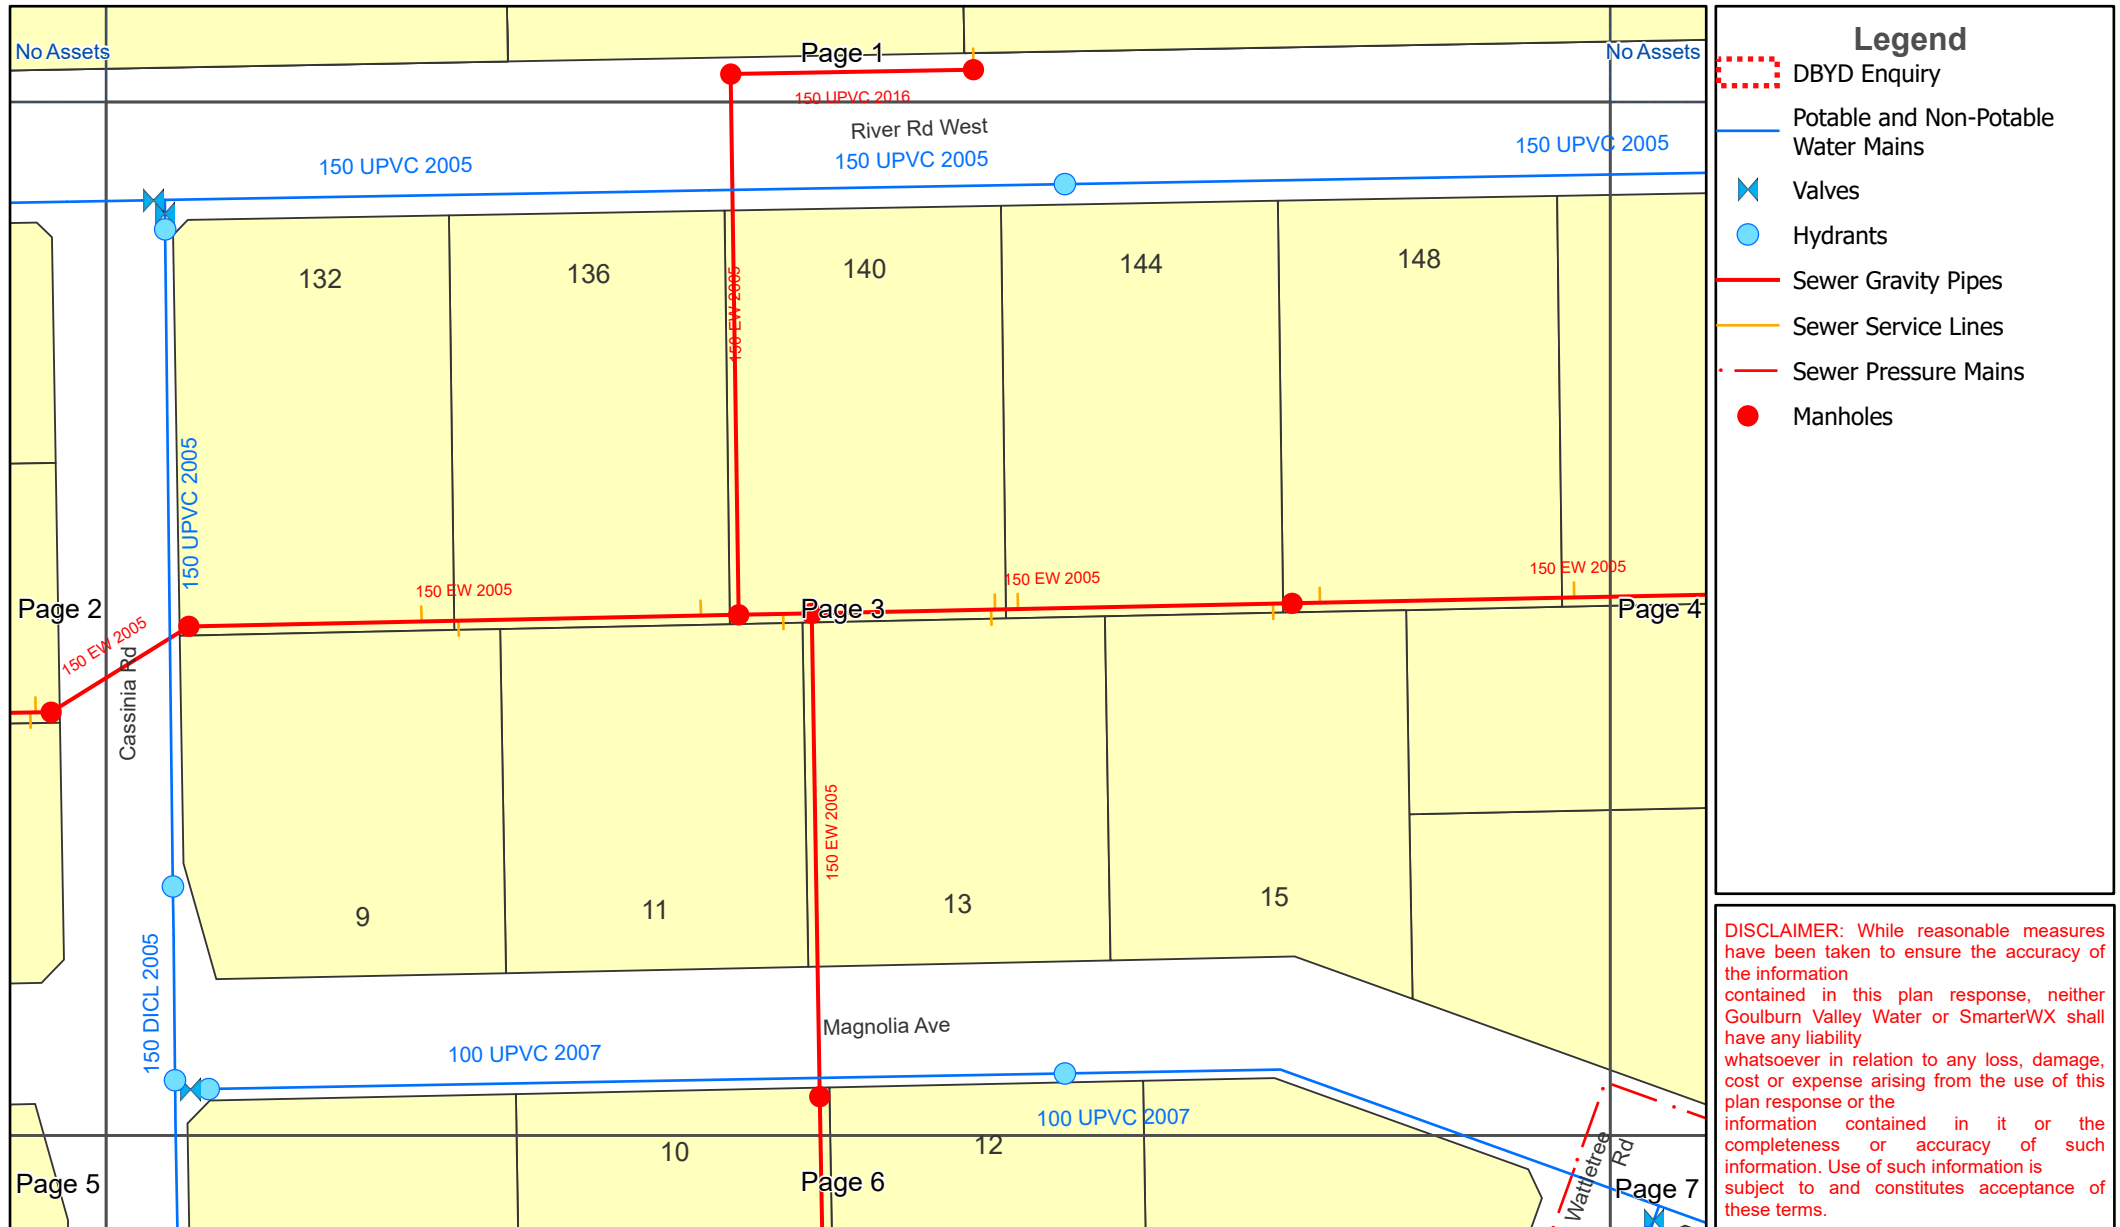 No Assets
Page 1
No Assets
150 UPVC 2016
River Rd West
150 UPVC 2005
150 UPVC 2005
150 UPVC 2005
132
136
140
144
148
150 EW 2005
150 UPVC 2005
150 EW 2005
150 EW 2005
150 EW 2005
Page 2
Page 3
Page 4
150 EW 2005
Cassinia Rd
150 EW 2005
9
11
13
15
150 DICL 2005
Magnolia Ave
100 UPVC 2007
100 UPVC 2007
10
12
Wattletree
Rd
Page 5
Page 6
Page 7
Legend
DBYD Enquiry
Potable and Non-Potable
Water Mains
Valves
Hydrants
Sewer Gravity Pipes
Sewer Service Lines
Sewer Pressure Mains
Manholes
DISCLAIMER: While reasonable measures
have been taken to ensure the accuracy of
the information
contained in this plan response, neither
Goulburn Valley Water or SmarterWX shall
have any liability
whatsoever in relation to any loss, damage,
cost or expense arising from the use of this
plan response or the
information contained in it or the
completeness or accuracy of such
information. Use of such information is
subject to and constitutes acceptance of
these terms.